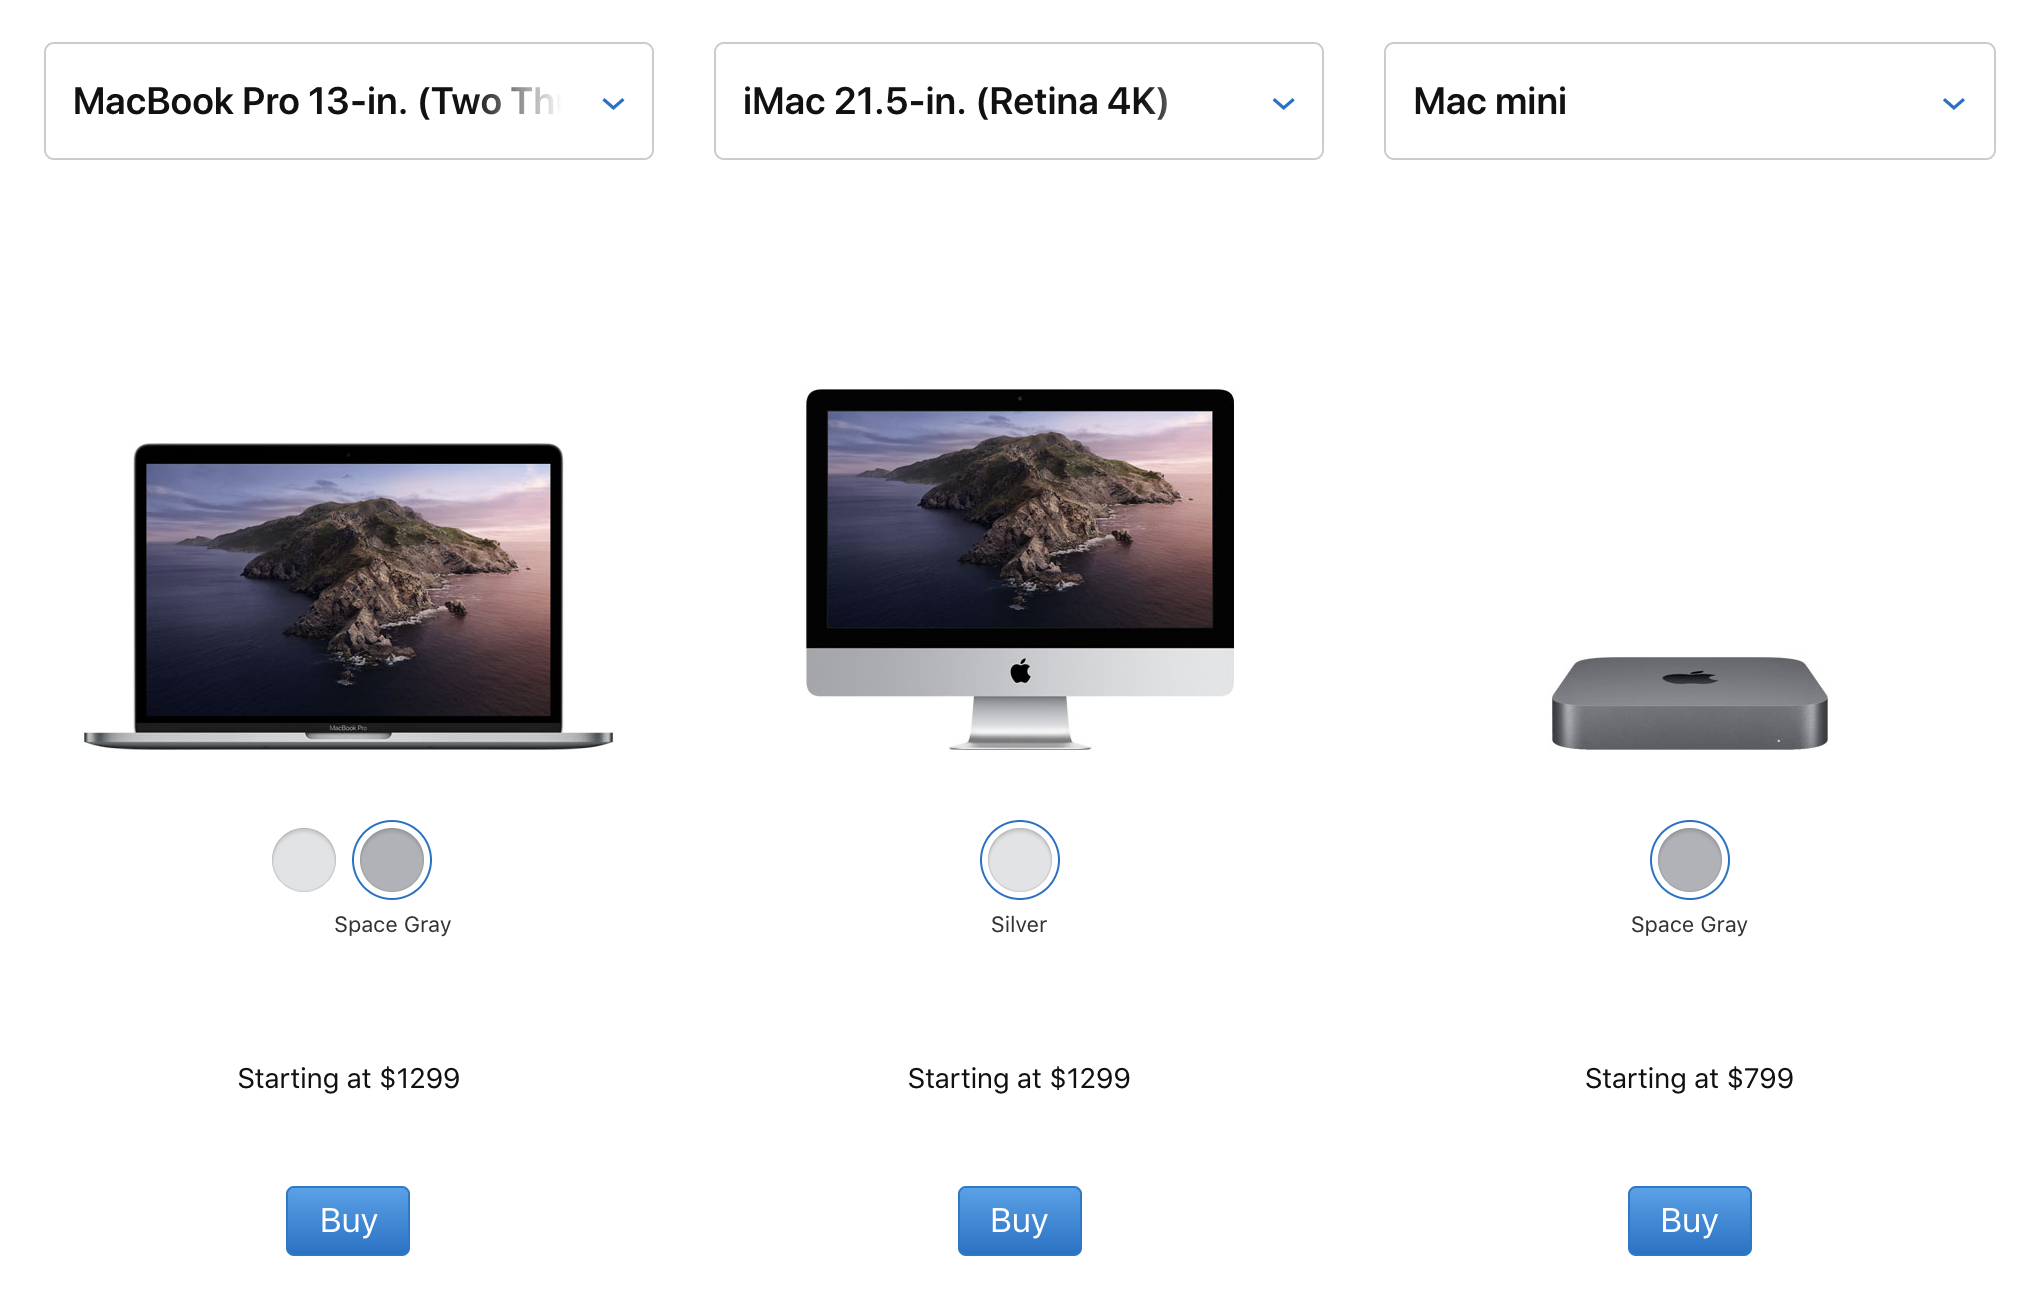 MacBook Pro 13-in. (Two
iMac 21.5-in. (Retina 4K)
Mac mini
MacBook Pro
Space Gray
Silver
Space Gray
Starting at $1299
Starting at $1299
Starting at $799
Buy
Buy
Buy